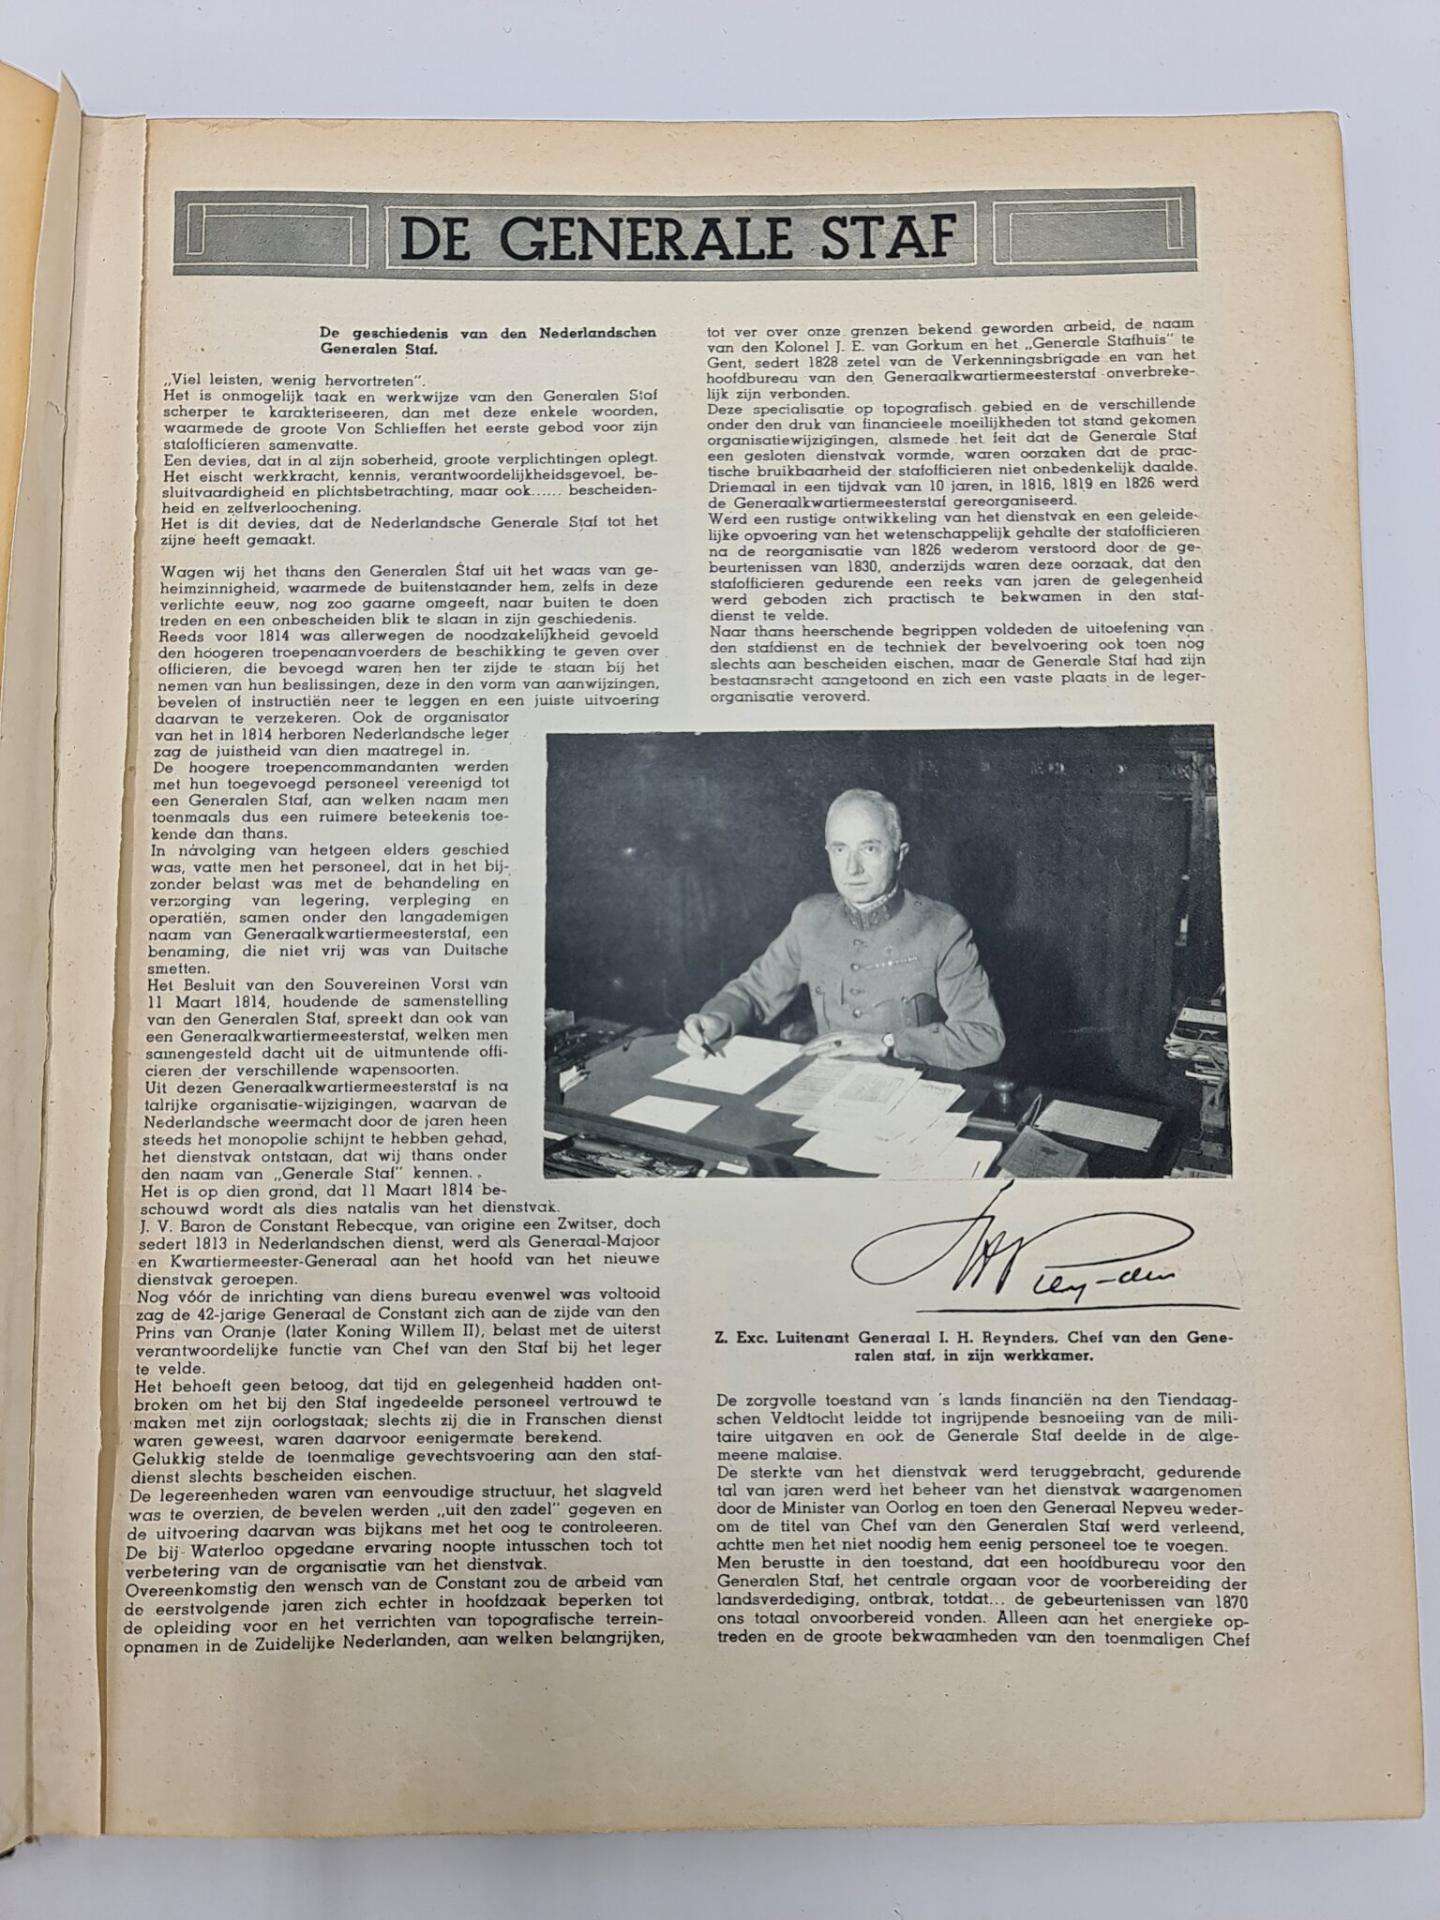 DE GENERALE STAF
De geschiedenis van den Nederlandschen
Generalen Staf.
„Viel leisten, wenig hervortreten".
Het is onmogelijk taak en werkwijze van den Generalen Staf
scherper te karakteriseeren, dan met deze enkele woorden,
waarmede de groote Von Schlieffen het eerste gebod voor zijn
stafofficieren samenvatte.
Een devies, dat in al zijn soberheid, groote verplichtingen oplegt.
Het eischt werkkracht, kennis, verantwoordelijkheidsgevoel, be-
sluitvaardigheid en plichtsbetrachting, maar ook...... bescheiden-
heid en zelfverloochening.
Het is dit devies, dat de Nederlandsche Generale Staf tot het
zijne heeft gemaakt.
Wagen wij het thans den Generalen Staf uit het waas van ge-
heimzinnigheid, waarmede de buitenstaander hem, zelfs in deze
verlichte eeuw, nog zoo gaarne omgeeft, naar buiten te doen
treden en een onbescheiden blik te slaan in zijn geschiedenis.
Reeds voor 1814 was allerwegen de noodzakelijkheid gevoeld
den hoogeren troepenaanvoerders de beschikking te geven over
officieren, die bevoegd waren hen ter zijde te staan bij het
nemen van hun beslissingen, deze in den vorm van aanwijzingen,
bevelen of instructiën neer te leggen en een juiste uitvoering
daarvan te verzekeren. Ook de organisator
van het in 1814 herboren Nederlandsche leger
zag de juistheid van dien maatregel in.
De hoogere troepencommandanten werden
met hun toegevoegd personeel vereenigd tot
een Generalen Staf, aan welken naam men
toenmaals dus een ruimere beteekenis toe-
kende dan thans.
In návolging van hetgeen elders geschied
was, vatte men het personeel, dat in het bij-
zonder belast was met de behandeling en
verzorging van legering, verpleging en
operatiën, samen onder den langademigen
naam van Generaalkwartiermeesterstaf, een
benaming, die niet vrij was van Duitsche
smetten.
Het Besluit van den Souvereinen Vorst van
11 Maart 1814, houdende de samenstelling
van den Generalen Staf, spreekt dan ook van
een Generaalkwartiermeesterstaf, welken men
samengesteld dacht uit de uitmuntende offi-
cieren der verschillende wapensoorten.
Uit dezen Generaalkwartiermeesterstaf is na
talrijke organisatie-wijzigingen, waarvan de
Nederlandsche weermacht door de jaren heen
steeds het monopolie schijnt te hebben gehad,
het dienstvak ontstaan, dat wij thans onder
den naam van „Generale Staf" kennen.
Het is op dien grond, dat 11 Maart 1814 be-
schouwd wordt als dies natalis van het dienstvak.
J. V. Baron de Constant Rebecque, van origine een Zwitser, doch
sedert 1813 in Nederlandschen dienst, werd als Generaal-Majoor
en Kwartiermeester-Generaal aan het hoofd van het nieuwe
dienstvak geroepen.
Nog vóór de inrichting van diens bureau evenwel was voltooid
zag de 42-jarige Generaal de Constant zich aan de zijde van den
Prins van Oranje (later Koning Willem II), belast met de uiterst
verantwoordelijke functie van Chef van den Staf bij het leger
te velde.
Het behoeft geen betoog, dat tijd en gelegenheid hadden ont-
broken om het bij den Staf ingedeelde personeel vertrouwd te
maken met zijn oorlogstaak; slechts zij die in Franschen dienst
waren geweest, waren daarvoor eenigermate berekend.
Gelukkig stelde de toenmalige gevechtsvoering aan den staf-
dienst slechts bescheiden eischen.
De legereenheden waren van eenvoudige structuur, het slagveld
was te overzien, de bevelen werden „uit den zadel" gegeven en
de uitvoering daarvan was bijkans met het oog te controleeren.
De bij Waterloo opgedane ervaring noopte intusschen toch tot
verbetering van de organisatie van het dienstvak.
Overeenkomstig den wensch van de Constant zou de arbeid van
de eerstvolgende jaren zich echter in hoofdzaak beperken tot
de opleiding voor en het verrichten van topografische terrein-
opnamen in de Zuidelijke Nederlanden, aan welken belangrijken,
tot ver over onze grenzen bekend geworden arbeid, de naam
van den Kolonel J. E. van Gorkum en het „Generale Stafhuis" te
Gent, sedert 1828 zetel van de Verkenningsbrigade en van het
hoofdbureau van den Generaalkwartiermeesterstaf onverbreke-
lijk zijn verbonden.
Deze specialisatie op topografisch gebied en de verschillende
onder den druk van financieele moeilijkheden tot stand gekomen
organisatiewijzigingen, alsmede het feit dat de Generale Staf
een gesloten dienstvak vormde, waren oorzaken dat de prac-
tische bruikbaarheid der stafofficieren niet onbedenkelijk daalde.
Driemaal in een tijdvak van 10 jaren, in 1816, 1819 en 1826 werd
de Generaalkwartiermeesterstaf gereorganiseerd.
Werd een rustige ontwikkeling van het dienstvak en een geleide-
lijke opvoering van het wetenschappelijk gehalte der stafofficieren
na de reorganisatie van 1826 wederom verstoord door de ge-
beurtenissen van 1830, anderzijds waren deze oorzaak, dat den
stafofficieren gedurende een reeks van jaren de gelegenheid
werd geboden zich practisch te bekwamen in den staf-
dienst te velde.
Naar thans heerschende begrippen voldeden de uitoefening van
den stafdienst en de techniek der bevelvoering ook toen nog
slechts aan bescheiden eischen, maar de Generale Staf had zijn
bestaansrecht aangetoond en zich een vaste plaats in de leger-
organisatie veroverd.
IHReynders
Z. Exc. Luitenant Generaal I. H. Reynders, Chef van den Gene-
ralen staf, in zijn werkkamer.
De zorgvolle toestand van 's lands financiën na den Tiendaag-
schen Veldtocht leidde tot ingrijpende besnoeiing van de mili-
taire uitgaven en ook de Generale Staf deelde in de alge-
meene malaise.
De sterkte van het dienstvak werd teruggebracht, gedurende
tal van jaren werd het beheer van het dienstvak waargenomen
door de Minister van Oorlog en toen den Generaal Nepveu weder-
om de titel van Chef van den Generalen Staf werd verleend,
achtte men het niet noodig hem eenig personeel toe te voegen.
Men berustte in den toestand, dat een hoofdbureau voor den
Generalen Staf, het centrale orgaan voor de voorbereiding der
landsverdediging, ontbrak, totdat... de gebeurtenissen van 1870
ons totaal onvoorbereid vonden. Alleen aan het energieke op-
treden en de groote bekwaamheden van den toenmaligen Chef